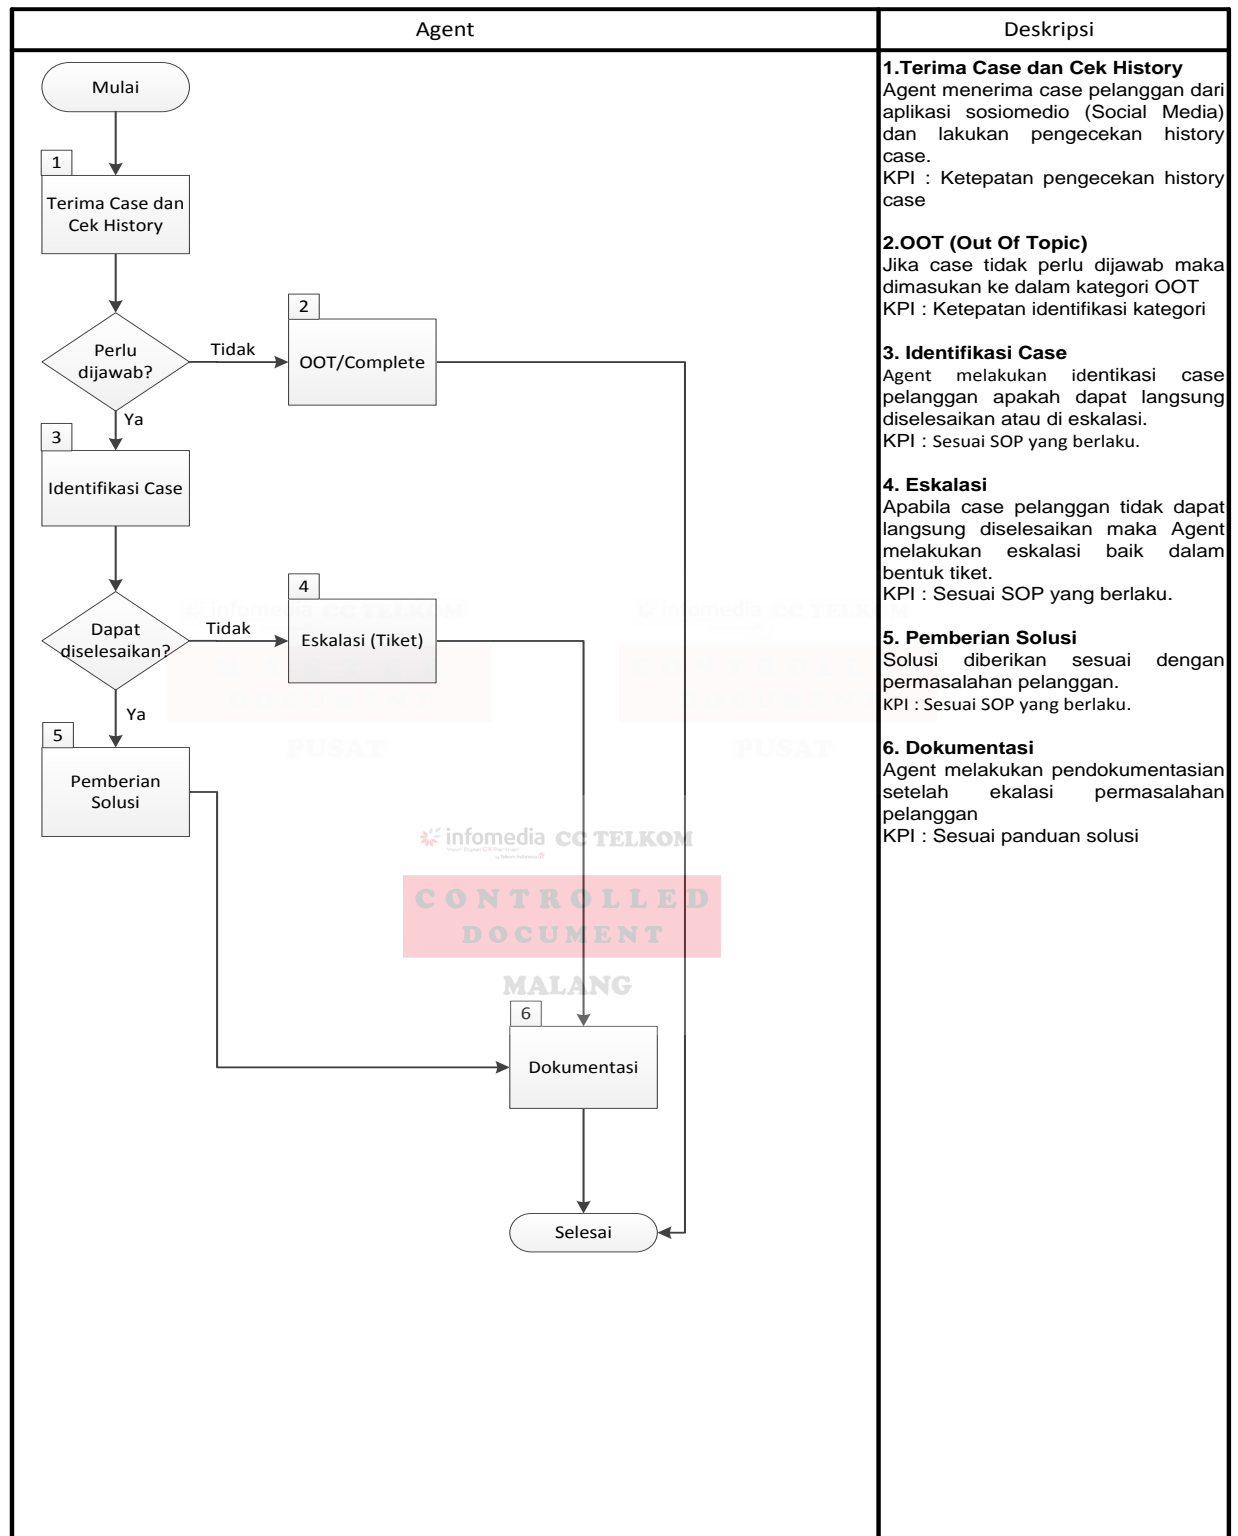 Agent
Deskripsi
Mulai
1
Terima Case dan
Cek History
Perlu
dijawab?
Tidak
2
OOT/Complete
Ya
3
Identifikasi Case
Dapat
diselesaikan?
Tidak
4
Eskalasi (Tiket)
Ya
5
Pemberian
Solusi
infomedia CC TELKOM
CONTROLLED
DOCUMENT
MALANG
PUSAT
PUSAT
6
Dokumentasi
Selesai
1.Terima Case dan Cek History
Agent menerima case pelanggan dari
aplikasi sosiomedio (Social Media)
dan lakukan pengecekan history
case.
KPI : Ketepatan pengecekan history
case
2.OOT (Out Of Topic)
Jika case tidak perlu dijawab maka
dimasukan ke dalam kategori OOT
KPI : Ketepatan identifikasi kategori
3. Identifikasi Case
Agent melakukan identikasi case
pelanggan apakah dapat langsung
diselesaikan atau di eskalasi.
KPI : Sesuai SOP yang berlaku.
4. Eskalasi
Apabila case pelanggan tidak dapat
langsung diselesaikan maka Agent
melakukan eskalasi baik dalam
bentuk tiket.
KPI : Sesuai SOP yang berlaku.
5. Pemberian Solusi
Solusi diberikan sesuai dengan
permasalahan pelanggan.
KPI : Sesuai SOP yang berlaku.
6. Dokumentasi
Agent melakukan pendokumentasian
setelah ekalasi permasalahan
pelanggan
KPI : Sesuai panduan solusi